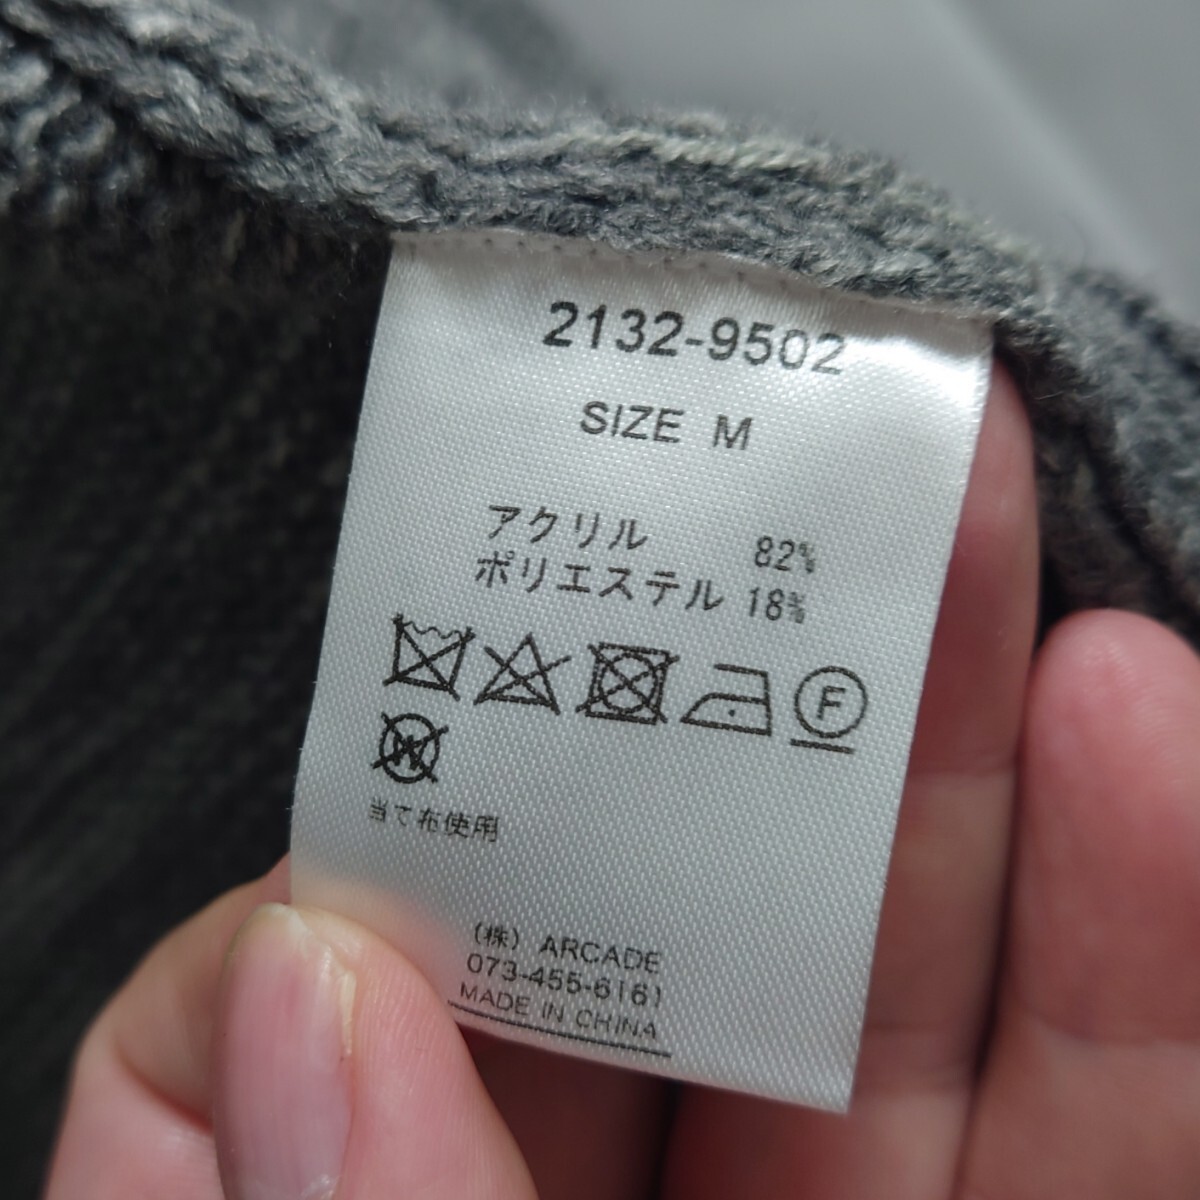 2132-9502
SIZE M
アクリル 82%
ポリエステル 18%
F
W
当て布使用
(株) ARCADE
073-455-6161
MADE IN CHINA